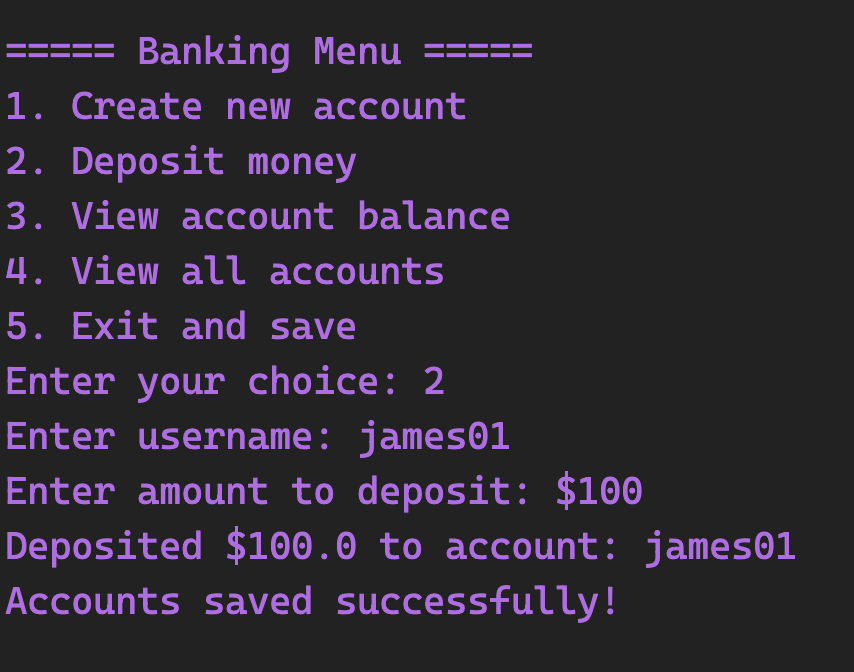 ===== Banking Menu =====
1. Create new account
2. Deposit money
3. View account balance
4. View all accounts
5. Exit and save
Enter your choice: 2
Enter username: james01
Enter amount to deposit: $100
Deposited $100.0 to account: james01
Accounts saved successfully!